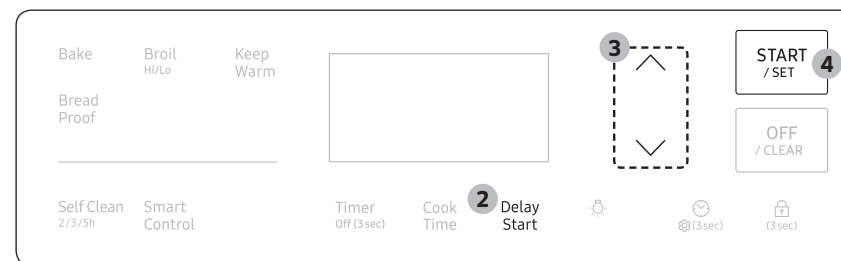 Bake
Broil
Hi/Lo
Keep
Warm
3
START
/ SET
4
Bread
Proof
OFF
/ CLEAR
Self Clean
2/3/5h
Smart
Control
Timer
Off (3 sec)
Cook
Time
2
Delay
Start
(3 sec)
(3 sec)